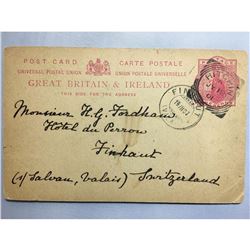 POST CARD CARTE POSTALE
UNIVERSAL POSTAL UNION UNION POSTALE UNIVERSELLE
GREAT BRITAIN & IRELAND
THIS SIDE FOR THE ADDRESS
FINHAUT
Monsieur H.G. Fordham
Hotel du Perron
Finhaut
(s/ Salvan, Valais) Switzerland